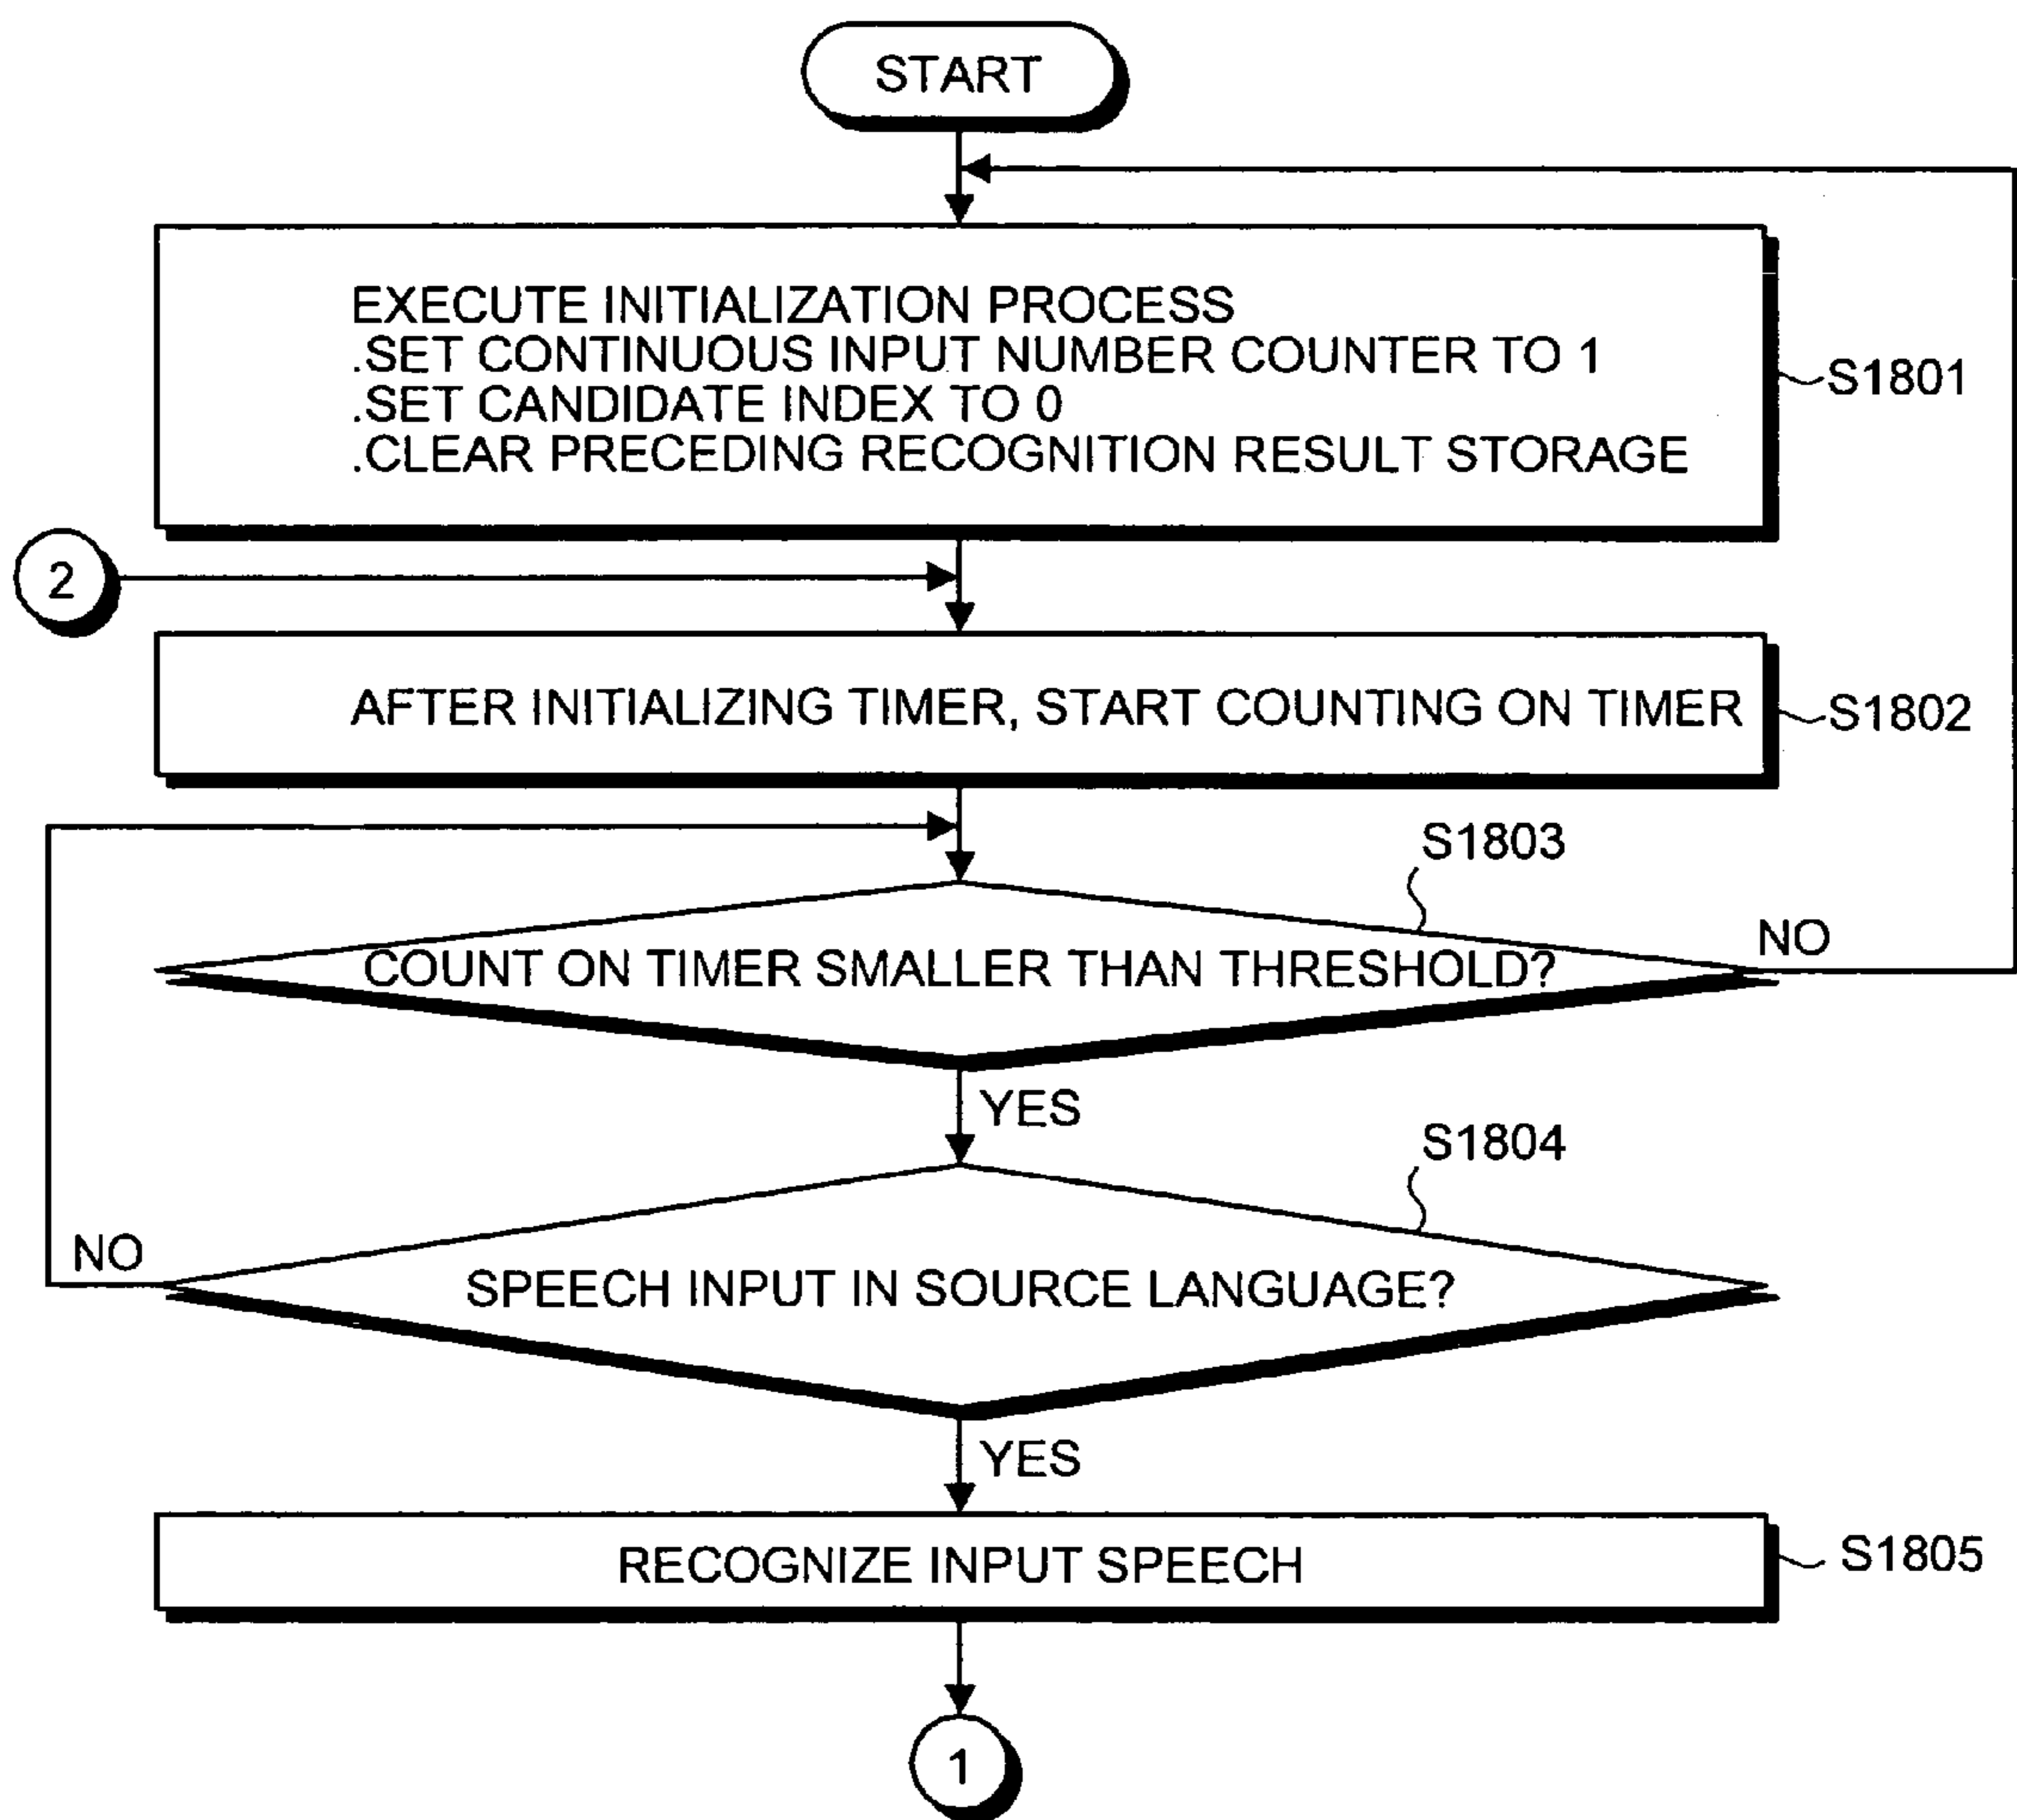 START
EXECUTE INITIALIZATION PROCESS
.SET CONTINUOUS INPUT NUMBER COUNTER TO 1
.SET CANDIDATE INDEX TO 0
.CLEAR PRECEDING RECOGNITION RESULT STORAGE
S1801
2
AFTER INITIALIZING TIMER, START COUNTING ON TIMER
S1802
S1803
COUNT ON TIMER SMALLER THAN THRESHOLD?
NO
YES
S1804
SPEECH INPUT IN SOURCE LANGUAGE?
NO
YES
RECOGNIZE INPUT SPEECH
S1805
1